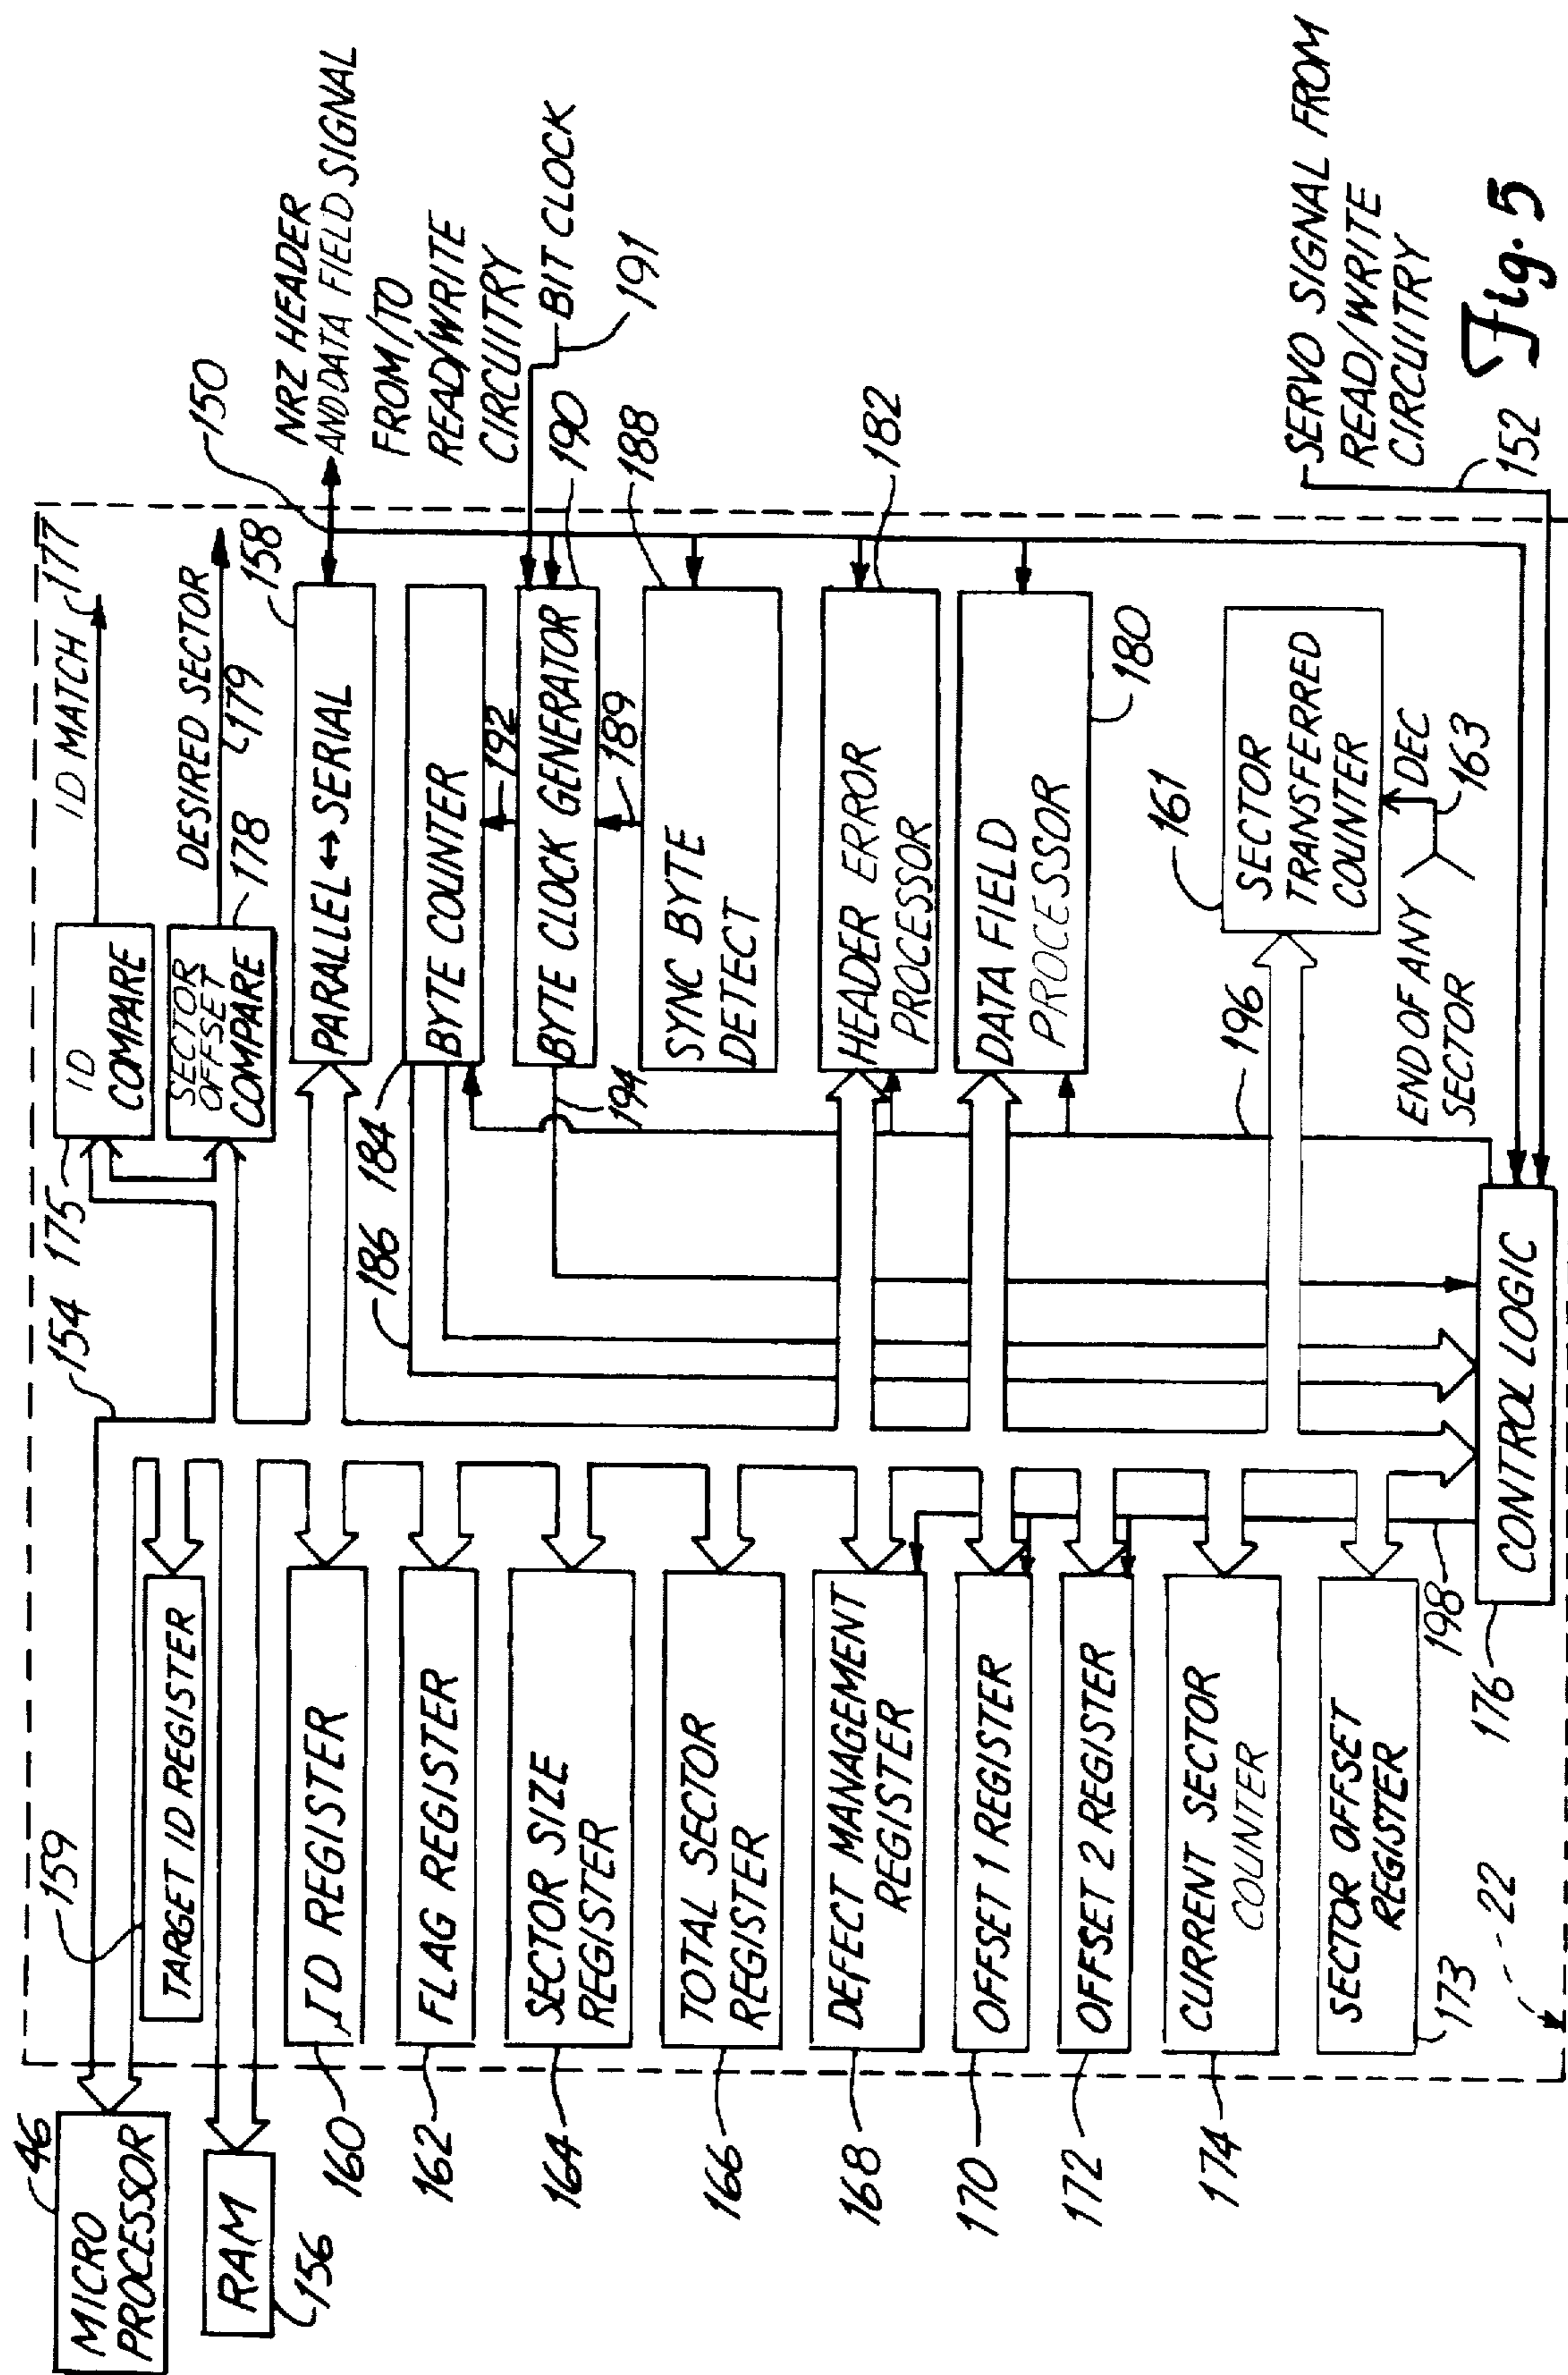 46
MICRO
PROCESSOR
RAM
156
159
TARGET ID REGISTER
160
ID REGISTER
162
FLAG REGISTER
164
SECTOR SIZE
REGISTER
166
TOTAL SECTOR
REGISTER
168
DEFECT MANAGEMENT
REGISTER
170
OFFSET 1 REGISTER
172
OFFSET 2 REGISTER
174
CURRENT SECTOR
COUNTER
173
SECTOR OFFSET
REGISTER
22
154
175
ID
COMPARE
ID MATCH
177
SECTOR
OFFSET
COMPARE
178
DESIRED SECTOR
179
158
PARALLEL↔SERIAL
150
NRZ HEADER
AND DATA FIELD SIGNAL
FROM/TO
READ/WRITE
CIRCUITRY
184
186
BYTE COUNTER
192
BYTE CLOCK GENERATOR
190
BIT CLOCK
191
194
189
SYNC BYTE
DETECT
188
HEADER ERROR
PROCESSOR
182
DATA FIELD
PROCESSOR
180
196
161
SECTOR
TRANSFERRED
COUNTER
DEC
163
END OF ANY
SECTOR
198
176
CONTROL LOGIC
SERVO SIGNAL FROM
READ/WRITE
CIRCUITRY
152
Fig. 5